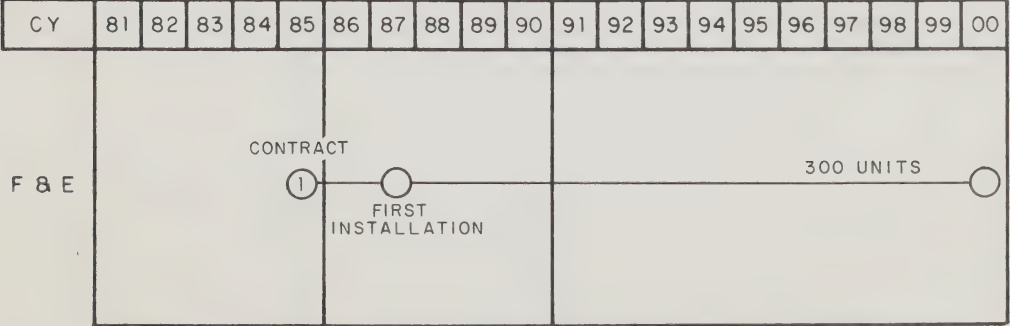 CY 81 82 83 84 85 86 87 88 89 90 91 92 93 94 95 96 97 98 99 00
CONTRACT
300 UNITS
F & E
1
FIRST
INSTALLATION